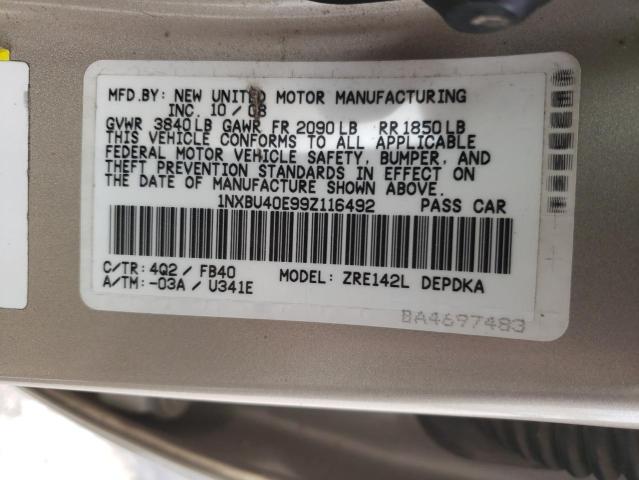 MFD.BY: NEW UNITED MOTOR MANUFACTURING
INC. 10 / 08
GVWR 3840 LB GAWR FR 2090 LB RR 1850 LB
THIS VEHICLE CONFORMS TO ALL APPLICABLE
FEDERAL MOTOR VEHICLE SAFETY, BUMPER, AND
THEFT PREVENTION STANDARDS IN EFFECT ON
THE DATE OF MANUFACTURE SHOWN ABOVE.
1NXBU40E99Z116492 PASS CAR
C/TR: 4Q2 / FB40 MODEL: ZRE142L DEPDKA
A/TM: -03A / U341E
BA4697483